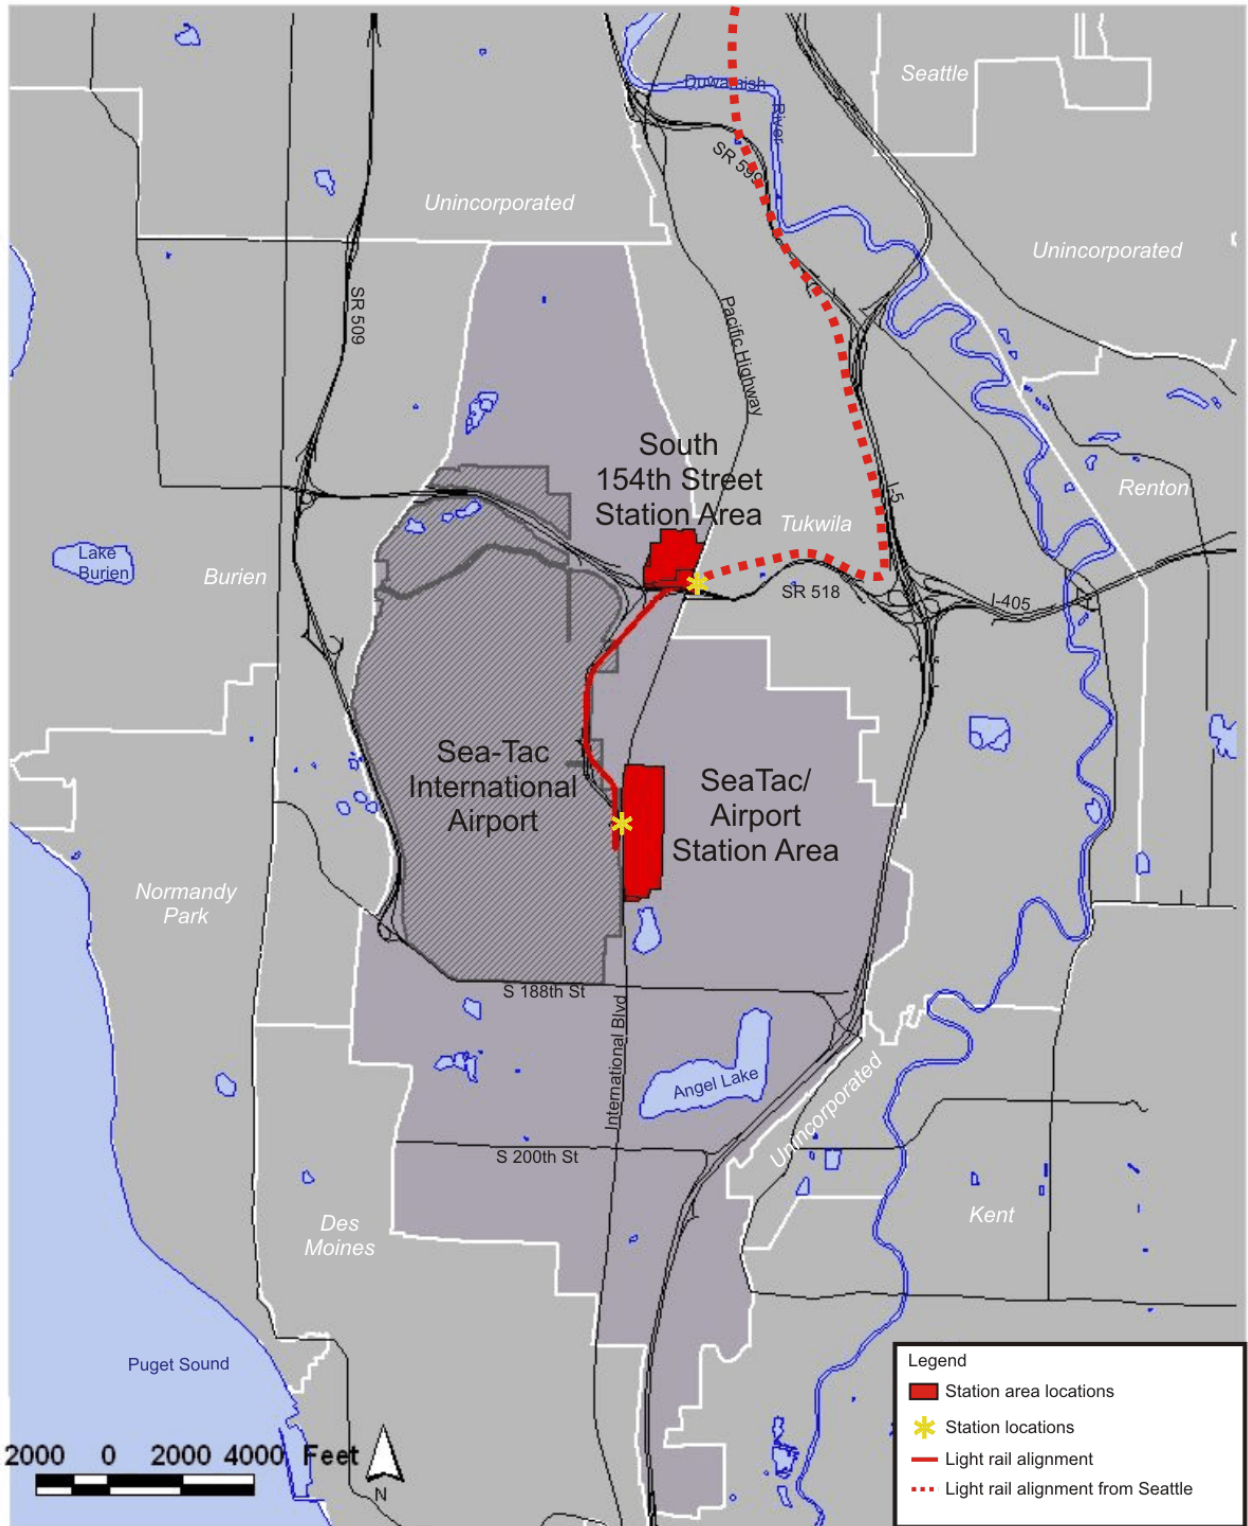 Seattle
Duwamish
River
SR 599
Unincorporated
Unincorporated
SR 509
Pacific Highway
South
154th Street
Station Area
I-5
Renton
Tukwila
Lake
Burien
Burien
SR 518
I-405
Sea-Tac
International
Airport
SeaTac/
Airport
Station Area
Normandy
Park
S 188th St
International Blvd
Angel Lake
Unincorporated
S 200th St
Des
Moines
Kent
Puget Sound
Legend
Station area locations
Station locations
Light rail alignment
Light rail alignment from Seattle
2000 0 2000 4000 Feet
N